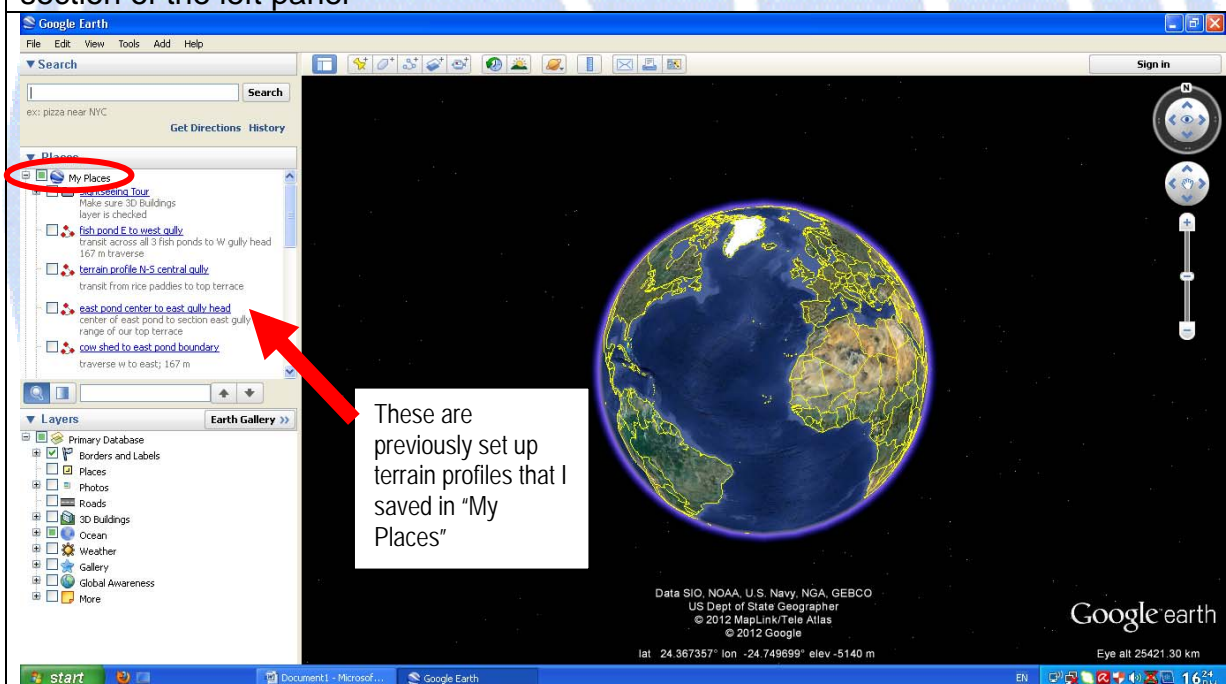 section of the left panel
Google Earth
File Edit View Tools Add Help
Search
Sign in
Search
ex: pizza near NYC
Get Directions History
Places
My Places
Sightseeing Tour
Make sure 3D Buildings
layer is checked
fish pond E to west gully
transit across all 3 fish ponds to W gully head
167 m traverse
terrain profile N-S central gully
transit from rice paddies to top terrace
east pond center to east gully head
center of east pond to section east gully
range of our top terrace
cow shed to east pond boundary
traverse w to east; 167 m
Layers
Earth Gallery >>
Primary Database
Borders and Labels
Places
Photos
Roads
3D Buildings
Ocean
Weather
Gallery
Global Awareness
More
N
These are
previously set up
terrain profiles that I
saved in “My
Places”
Data SIO, NOAA, U.S. Navy, NGA, GEBCO
US Dept of State Geographer
© 2012 MapLink/Tele Atlas
© 2012 Google
Google earth
lat 24.367357° lon -24.749699° elev -5140 m
Eye alt 25421.30 km
start
Document1 - Microsof...
Google Earth
EN
16 24